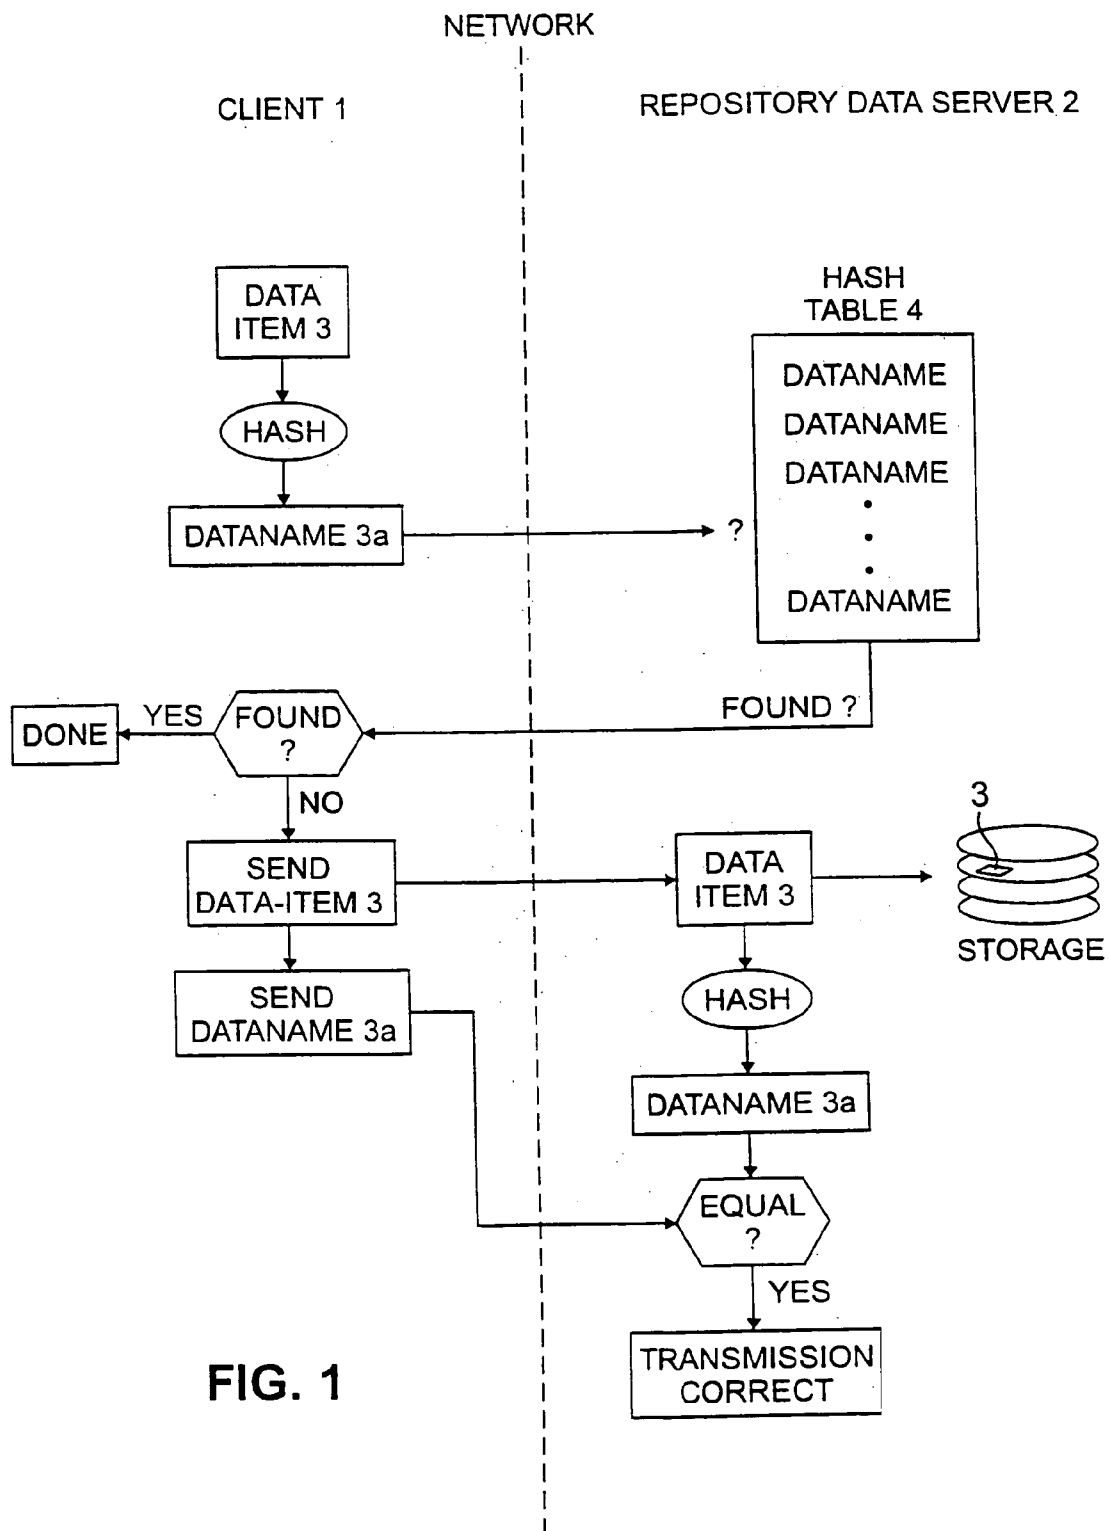 NETWORK
CLIENT 1
REPOSITORY DATA SERVER 2
DATA
ITEM 3
HASH
TABLE 4
HASH
DATANAME
DATANAME
DATANAME
DATANAME 3a
?
DATANAME
FOUND ?
DONE
YES
FOUND
?
NO
3
SEND
DATA-ITEM 3
DATA
ITEM 3
STORAGE
SEND
DATANAME 3a
HASH
DATANAME 3a
EQUAL
?
YES
TRANSMISSION
CORRECT
FIG. 1